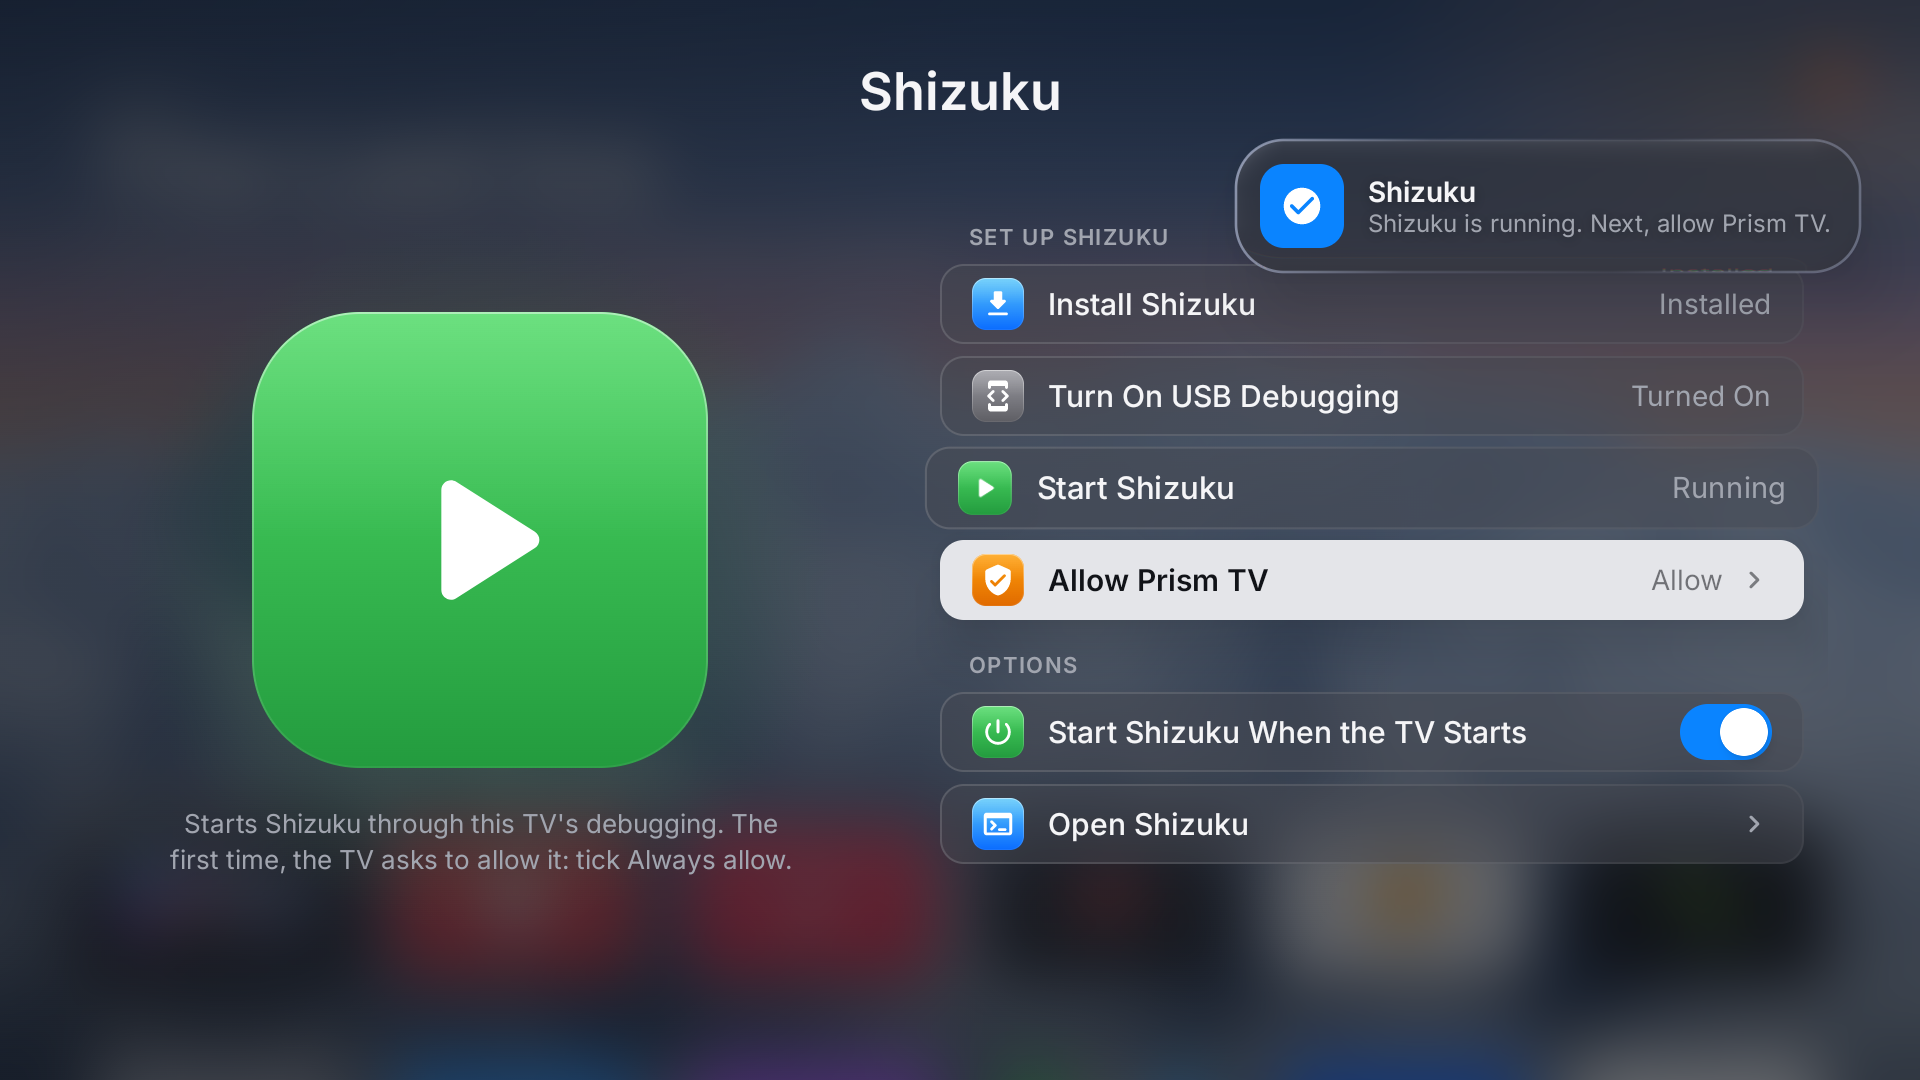 Shizuku
Shizuku
Shizuku is running. Next, allow Prism TV.
SET UP SHIZUKU
Install Shizuku
Installed
Turn On USB Debugging
Turned On
Start Shizuku
Running
Allow Prism TV
Allow
OPTIONS
Start Shizuku When the TV Starts
Open Shizuku
Starts Shizuku through this TV's debugging. The
first time, the TV asks to allow it: tick Always allow.